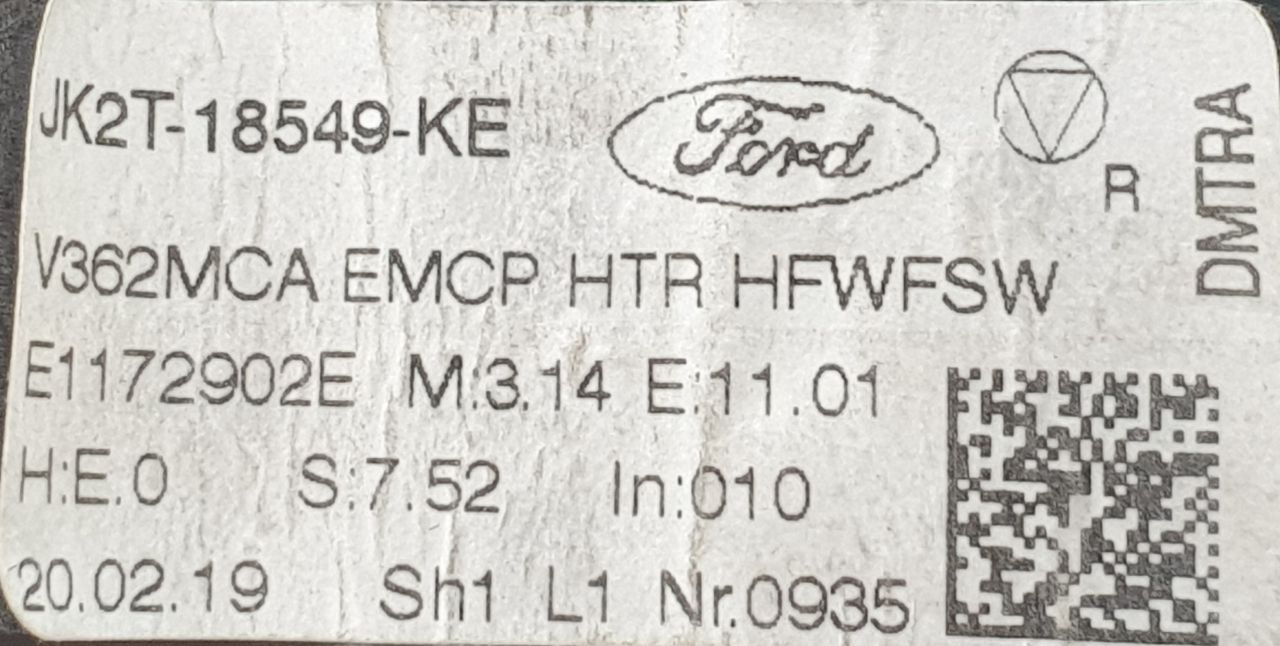 JK2T-18549-KE
Ford
R
DMTRA
V362MCA EMCP HTR HFWFSW
E1172902E M:3.14 E:11.01
H:E.0 S:7.52 In:010
20.02.19 Sh1 L1 Nr.0935